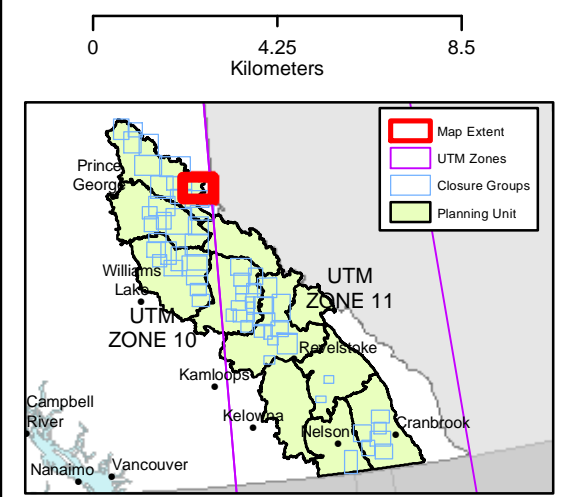 0 4.25 8.5
Kilometers
Map Extent
UTM Zones
Closure Groups
Planning Unit
Prince
George
Williams
Lake
UTM
ZONE 10
UTM
ZONE 11
Revelstoke
Kamloops
Kelowna
Campbell
River
Nelson
Cranbrook
Nanaimo
Vancouver